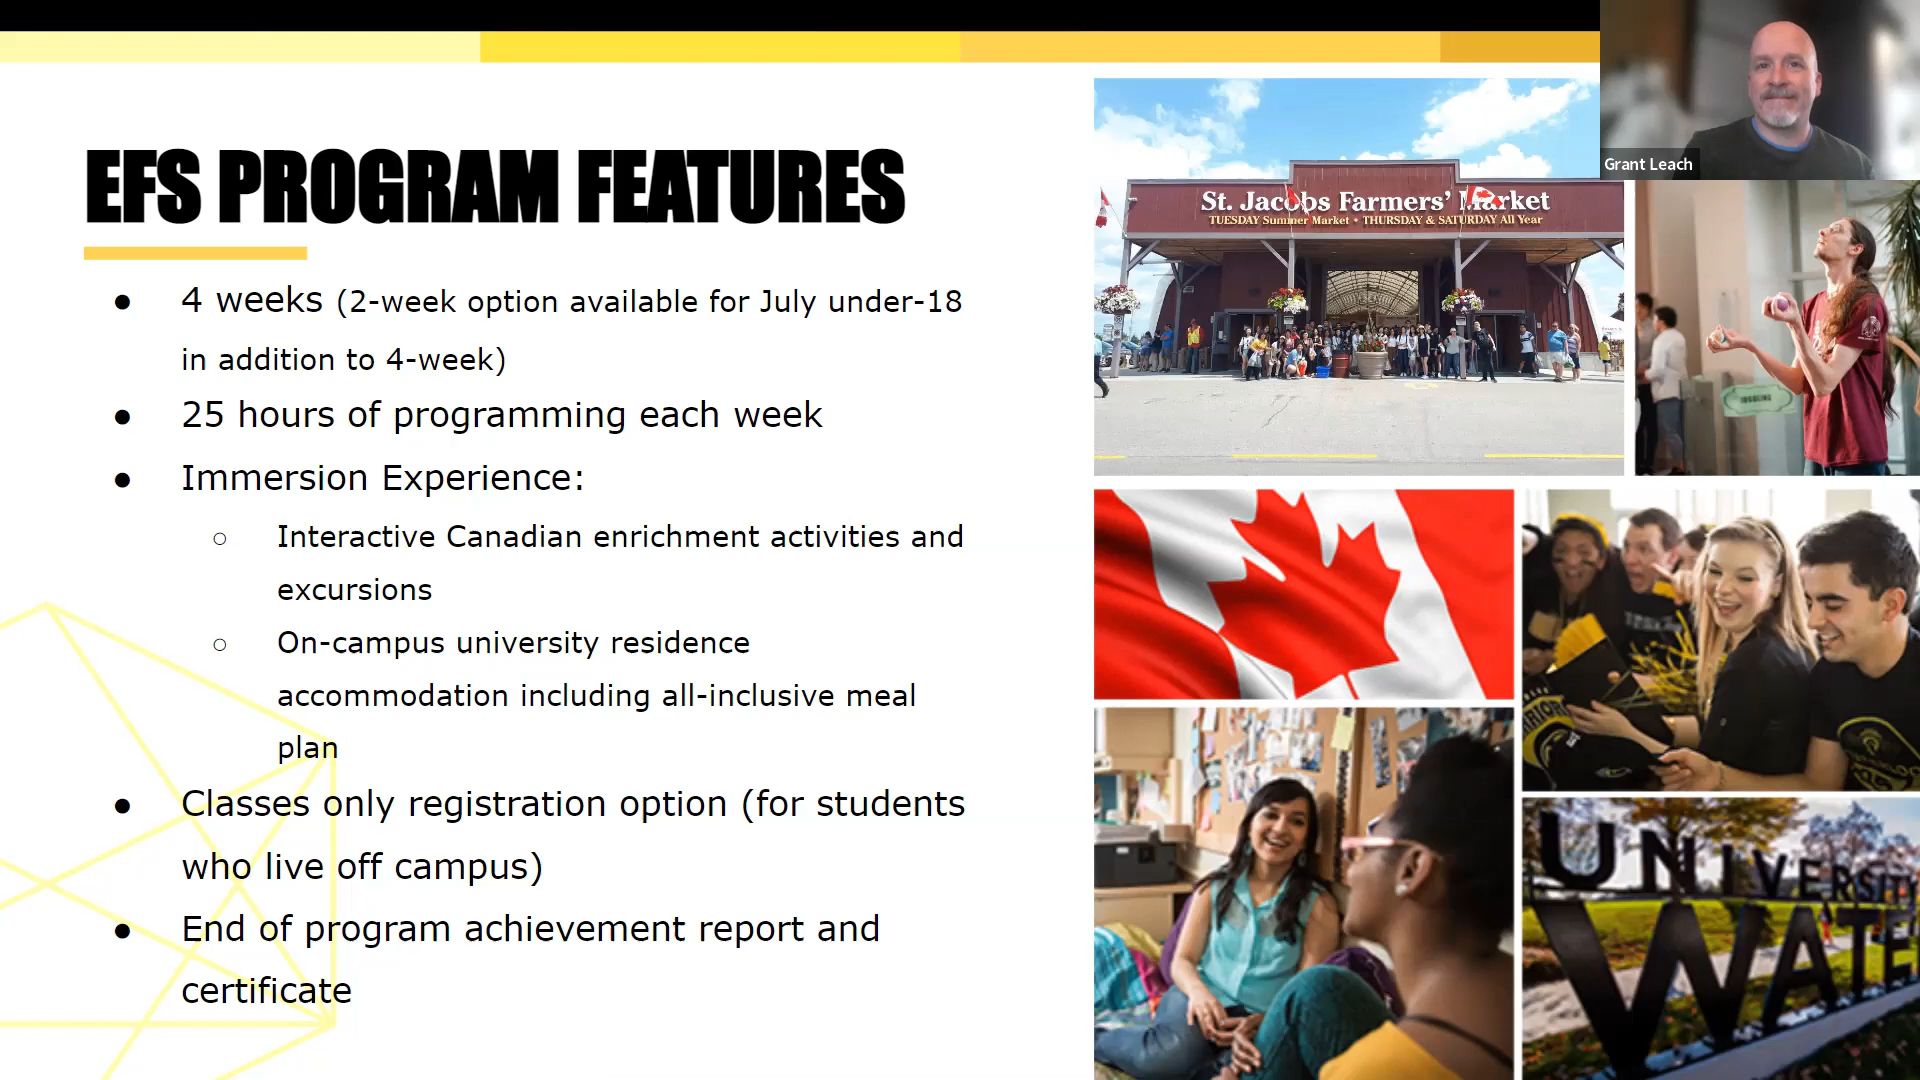 EFS PROGRAM FEATURES
● 4 weeks (2-week option available for July under-18
in addition to 4-week)
● 25 hours of programming each week
● Immersion Experience:
○ Interactive Canadian enrichment activities and
excursions
○ On-campus university residence
accommodation including all-inclusive meal
plan
● Classes only registration option (for students
who live off campus)
● End of program achievement report and
certificate
St. Jacobs Farmers' Market
TUESDAY Summer Market • THURSDAY & SATURDAY All Year
Grant Leach
JUGGLING
UNIVERSITY
WATE